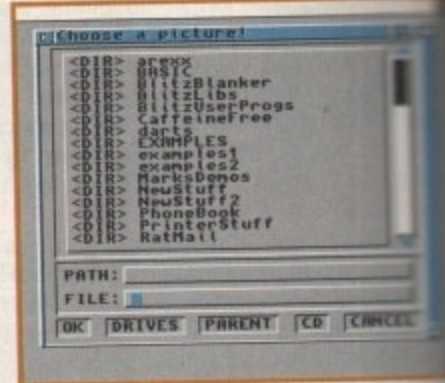 Choose a picture!
<DIR> arexx
<DIR> BASIC
<DIR> BlitzBlanker
<DIR> BlitzLibs
<DIR> BlitzUserProgs
<DIR> CaffeineFree
<DIR> darts
<DIR> EXAMPLES
<DIR> examples1
<DIR> examples2
<DIR> MarksDemos
<DIR> NewStuff
<DIR> NewStuff2
<DIR> PhoneBook
<DIR> PrinterStuff
<DIR> RatMail
PATH:
FILE:
OK DRIVES PARENT CD CANCEL